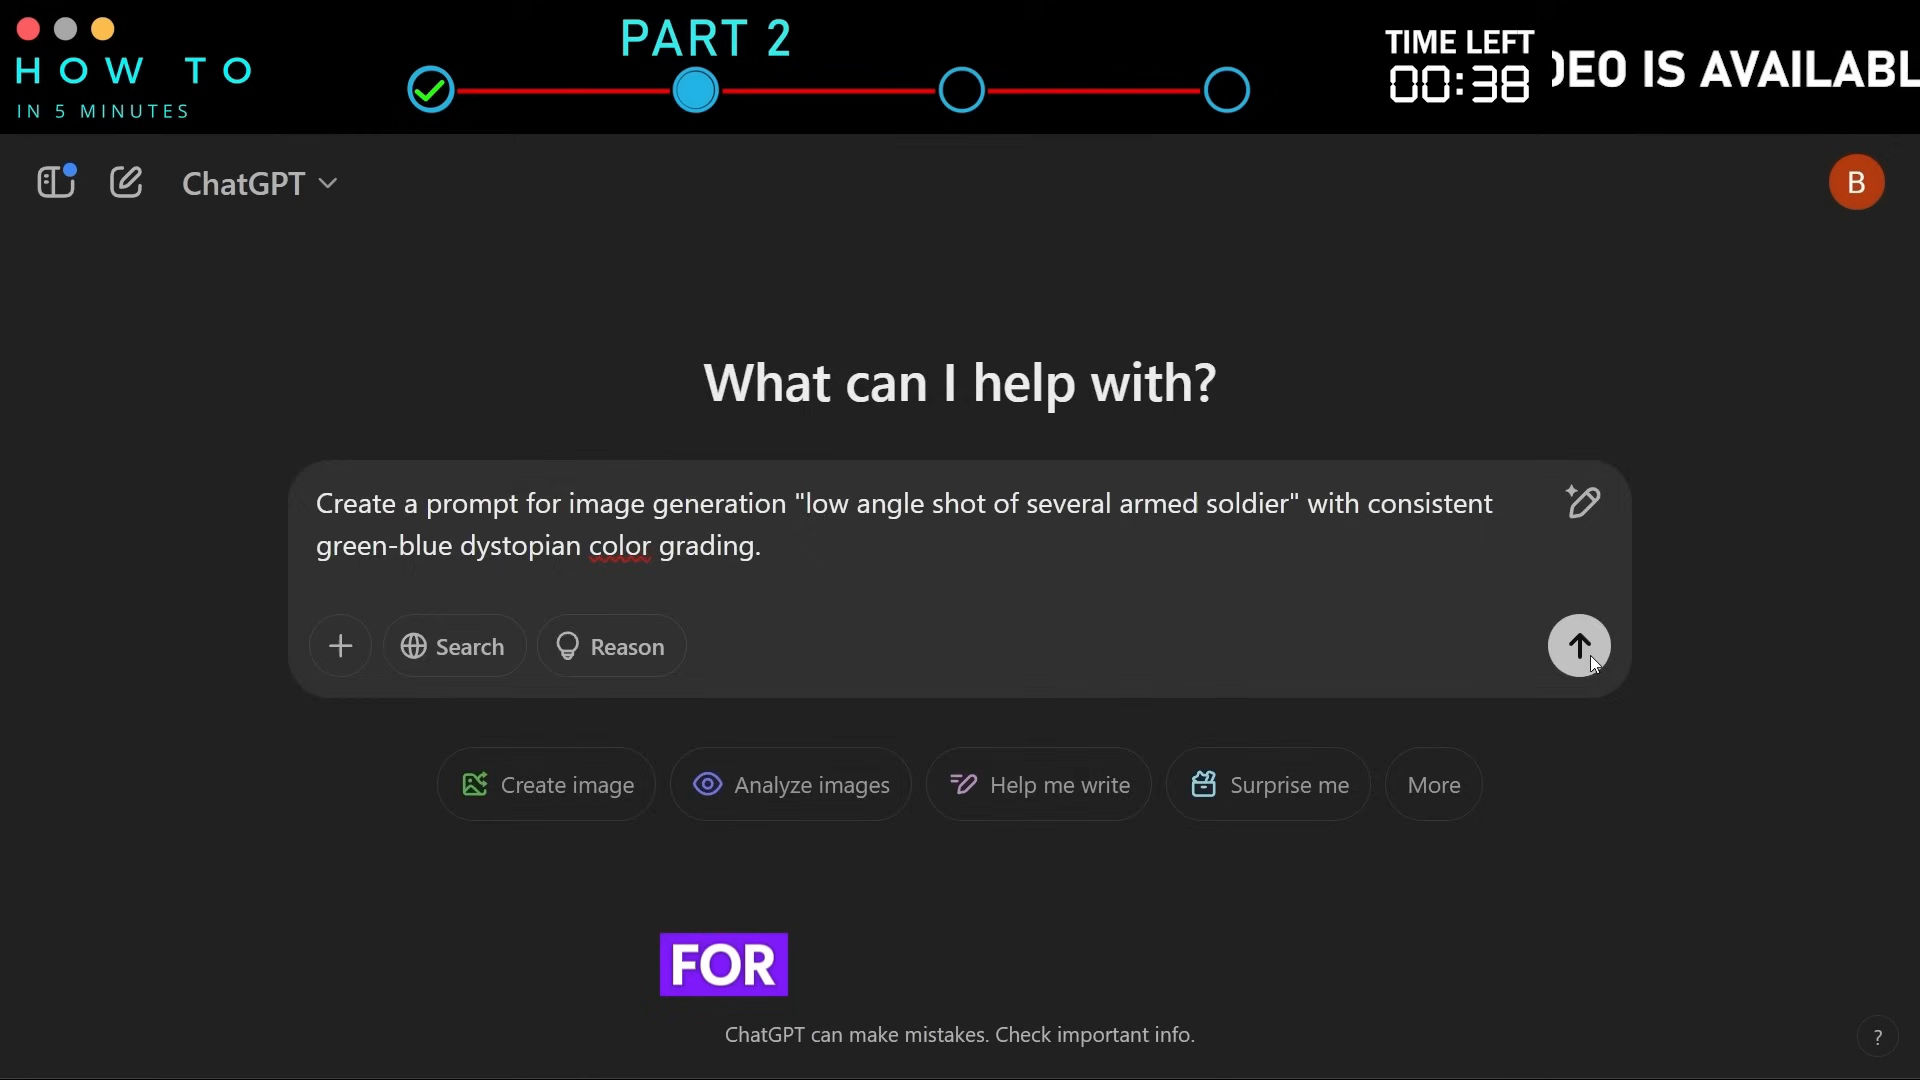 HOW TO
IN 5 MINUTES
PART 2
TIME LEFT
00:38
DEO IS AVAILABL
ChatGPT
B
What can I help with?
Create a prompt for image generation "low angle shot of several armed soldier" with consistent
green-blue dystopian color grading.
Search
Reason
Create image
Analyze images
Help me write
Surprise me
More
FOR
ChatGPT can make mistakes. Check important info.
?